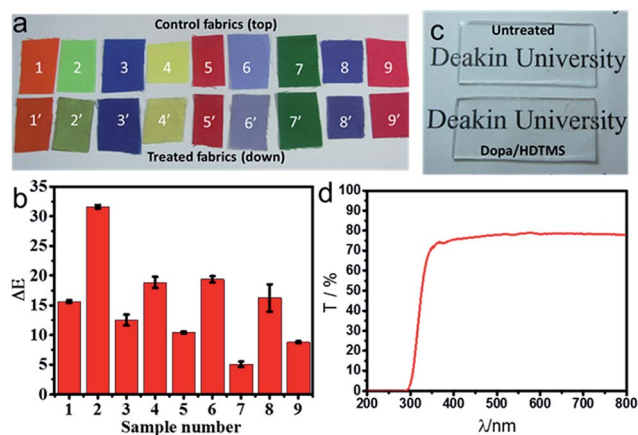 a
Control fabrics (top)
1 2 3 4 5 6 7 8 9
1’ 2’ 3’ 4’ 5’ 6’ 7’ 8’ 9’
Treated fabrics (down)
c
Untreated
Deakin University
Deakin University
Dopa/HDTMS
b
35
30
25
20
15
10
5
0
ΔE
1 2 3 4 5 6 7 8 9
Sample number
d
100
90
80
70
60
50
40
30
20
10
0
T / %
200 300 400 500 600 700 800
λ/nm